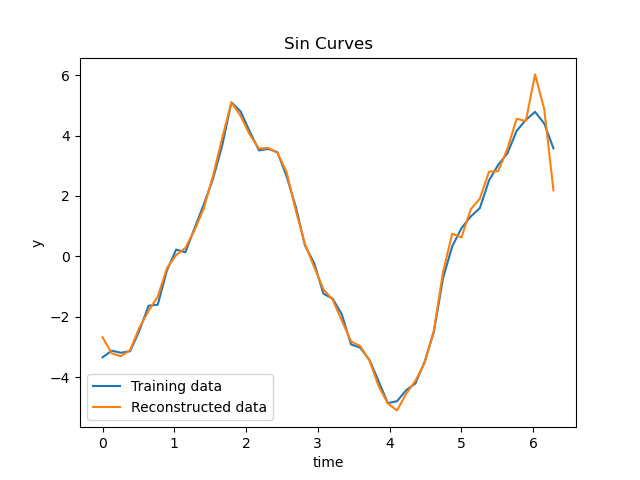 Sin Curves
6
4
2
0
−2
−4
y
Training data
Reconstructed data
0 1 2 3 4 5 6
time